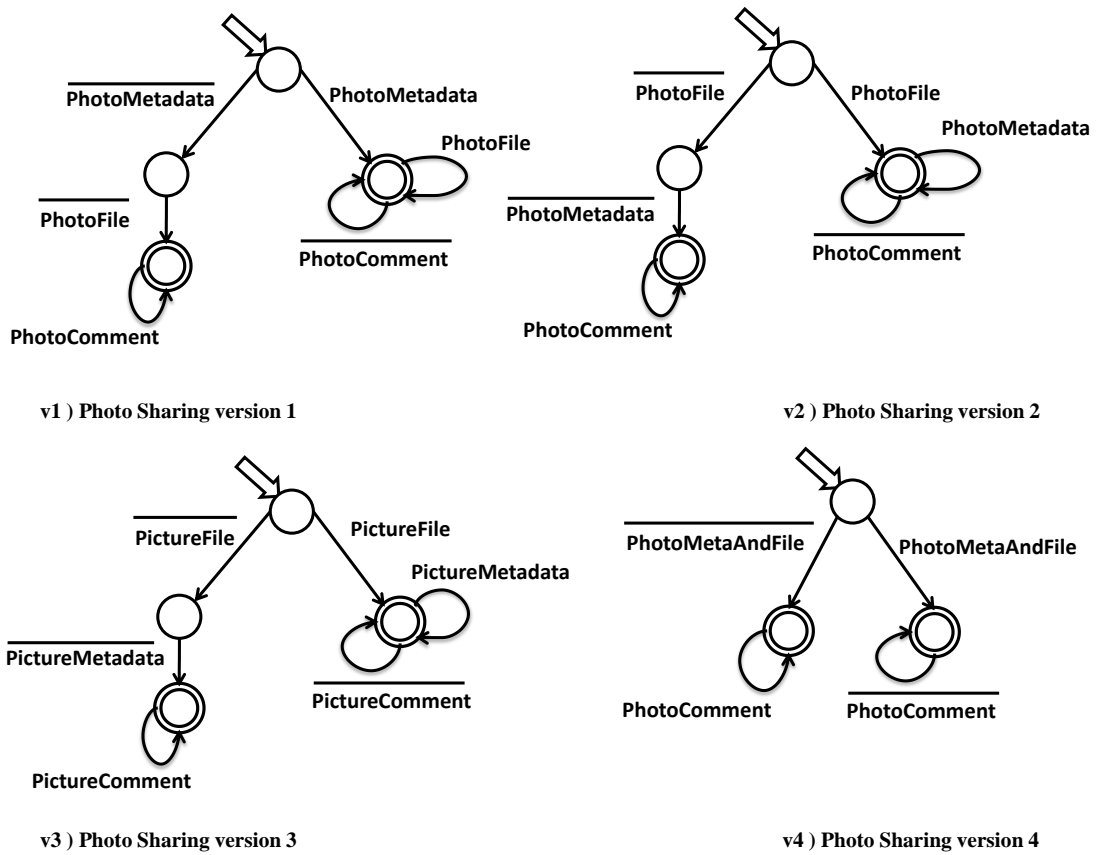 PhotoMetadata
PhotoMetadata
PhotoFile
PhotoFile
PhotoComment
PhotoComment
v1 ) Photo Sharing version 1
PhotoFile
PhotoFile
PhotoMetadata
PhotoMetadata
PhotoComment
PhotoComment
v2 ) Photo Sharing version 2
PictureFile
PictureFile
PictureMetadata
PictureMetadata
PictureComment
PictureComment
v3 ) Photo Sharing version 3
PhotoMetaAndFile
PhotoMetaAndFile
PhotoComment
PhotoComment
v4 ) Photo Sharing version 4